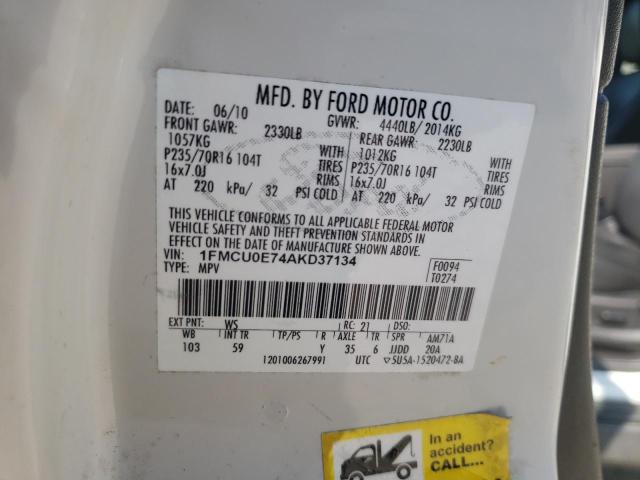 MFD. BY FORD MOTOR CO.
DATE: 06/10 GVWR: 4440LB/ 2014KG
FRONT GAWR: 2330LB REAR GAWR: 2230LB
1057KG WITH 1012KG WITH
P235/70R16 104T TIRES P235/70R16 104T TIRES
16x7.0J RIMS 16x7.0J RIMS
AT 220 kPa/ 32 PSI COLD AT 220 kPa/ 32 PSI COLD
THIS VEHICLE CONFORMS TO ALL APPLICABLE FEDERAL MOTOR
VEHICLE SAFETY AND THEFT PREVENTION STANDARDS IN
EFFECT ON THE DATE OF MANUFACTURE SHOWN ABOVE.
VIN: 1FMCU0E74AKD37134 F0094
TYPE: MPV T0274
EXT PNT: WS RC: 21 DSO:
WB INT TR TP/PS R AXLE TR SPR AM71A
103 59 Y 35 6 JJDD 20A
1201006267991 UTC ▽5U5A-1520472-BA
In an
accident?
CALL...